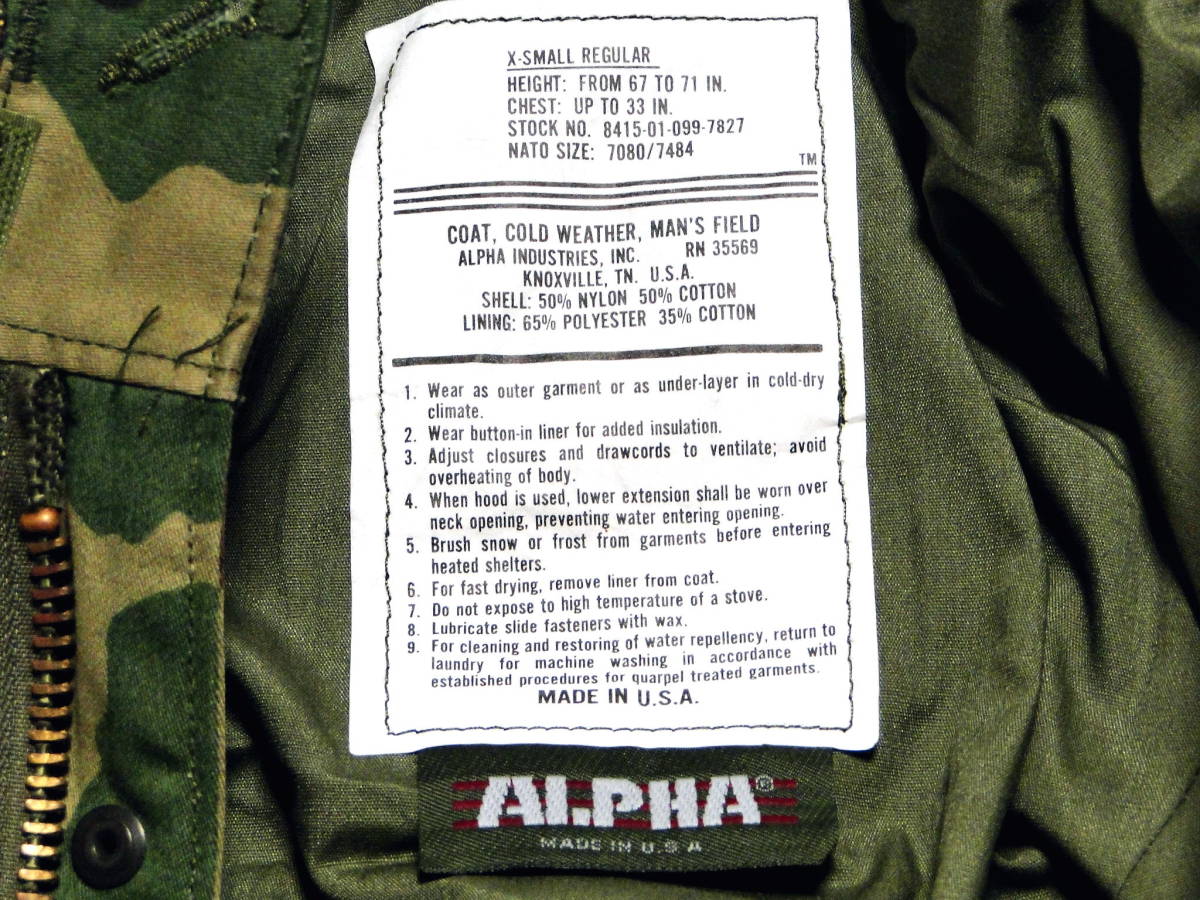 X-SMALL REGULAR
HEIGHT: FROM 67 TO 71 IN.
CHEST: UP TO 33 IN.
STOCK NO. 8415-01-099-7827
NATO SIZE: 7080/7484
TM
COAT, COLD WEATHER, MAN'S FIELD
ALPHA INDUSTRIES, INC. RN 35569
KNOXVILLE, TN. U.S.A.
SHELL: 50% NYLON 50% COTTON
LINING: 65% POLYESTER 35% COTTON
1. Wear as outer garment or as under-layer in cold-dry
climate.
2. Wear button-in liner for added insulation.
3. Adjust closures and drawcords to ventilate; avoid
overheating of body.
4. When hood is used, lower extension shall be worn over
neck opening, preventing water entering opening.
5. Brush snow or frost from garments before entering
heated shelters.
6. For fast drying, remove liner from coat.
7. Do not expose to high temperature of a stove.
8. Lubricate slide fasteners with wax.
9. For cleaning and restoring of water repellency, return to
laundry for machine washing in accordance with
established procedures for quarpel treated garments.
MADE IN U.S.A.
ALPHA®
MADE IN U.S.A